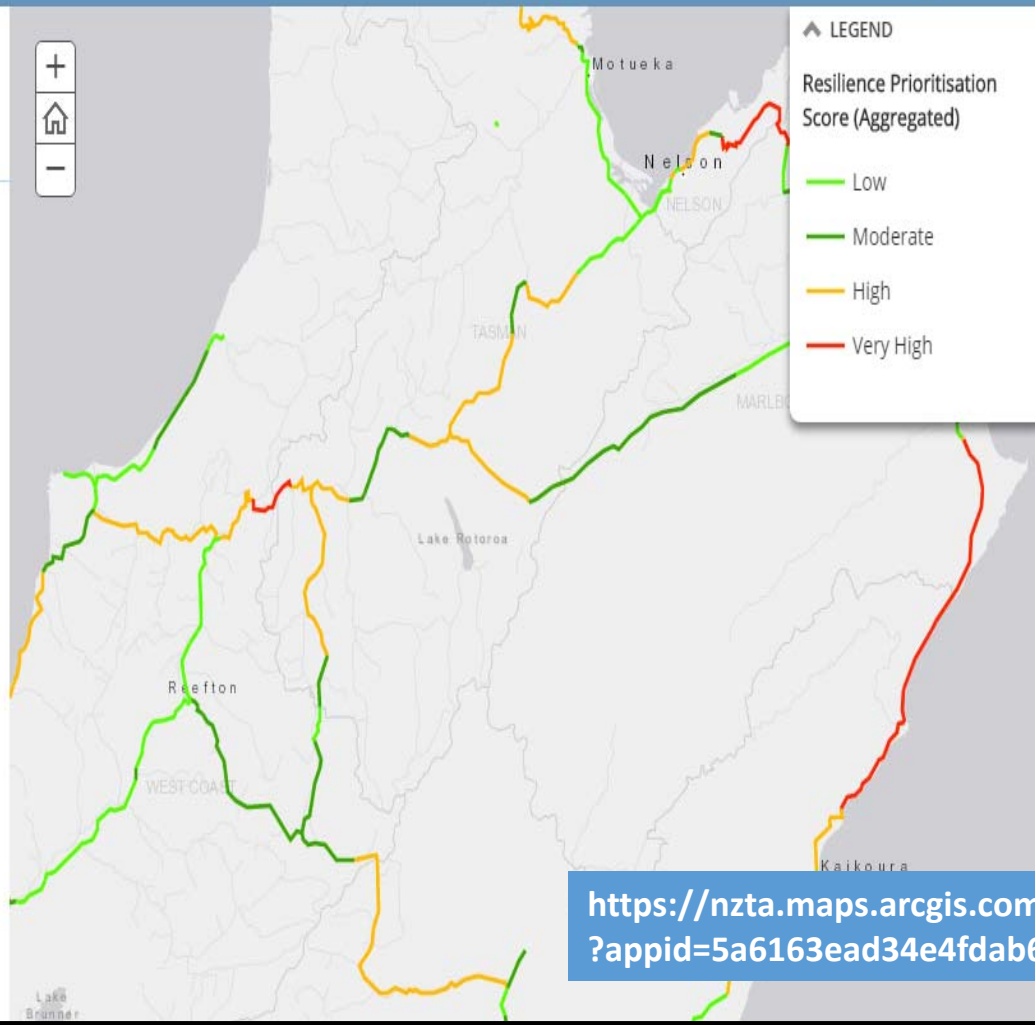 +
−
LEGEND
Resilience Prioritisation
Score (Aggregated)
Low
Moderate
High
Very High
Motueka
Nelson
NELSON
TASMAN
MARLBO
Lake Rotoroa
Reefton
WEST COAST
Kaikoura
Lake
Brunner
https://nzta.maps.arcgis.com
?appid=5a6163ead34e4fdab6